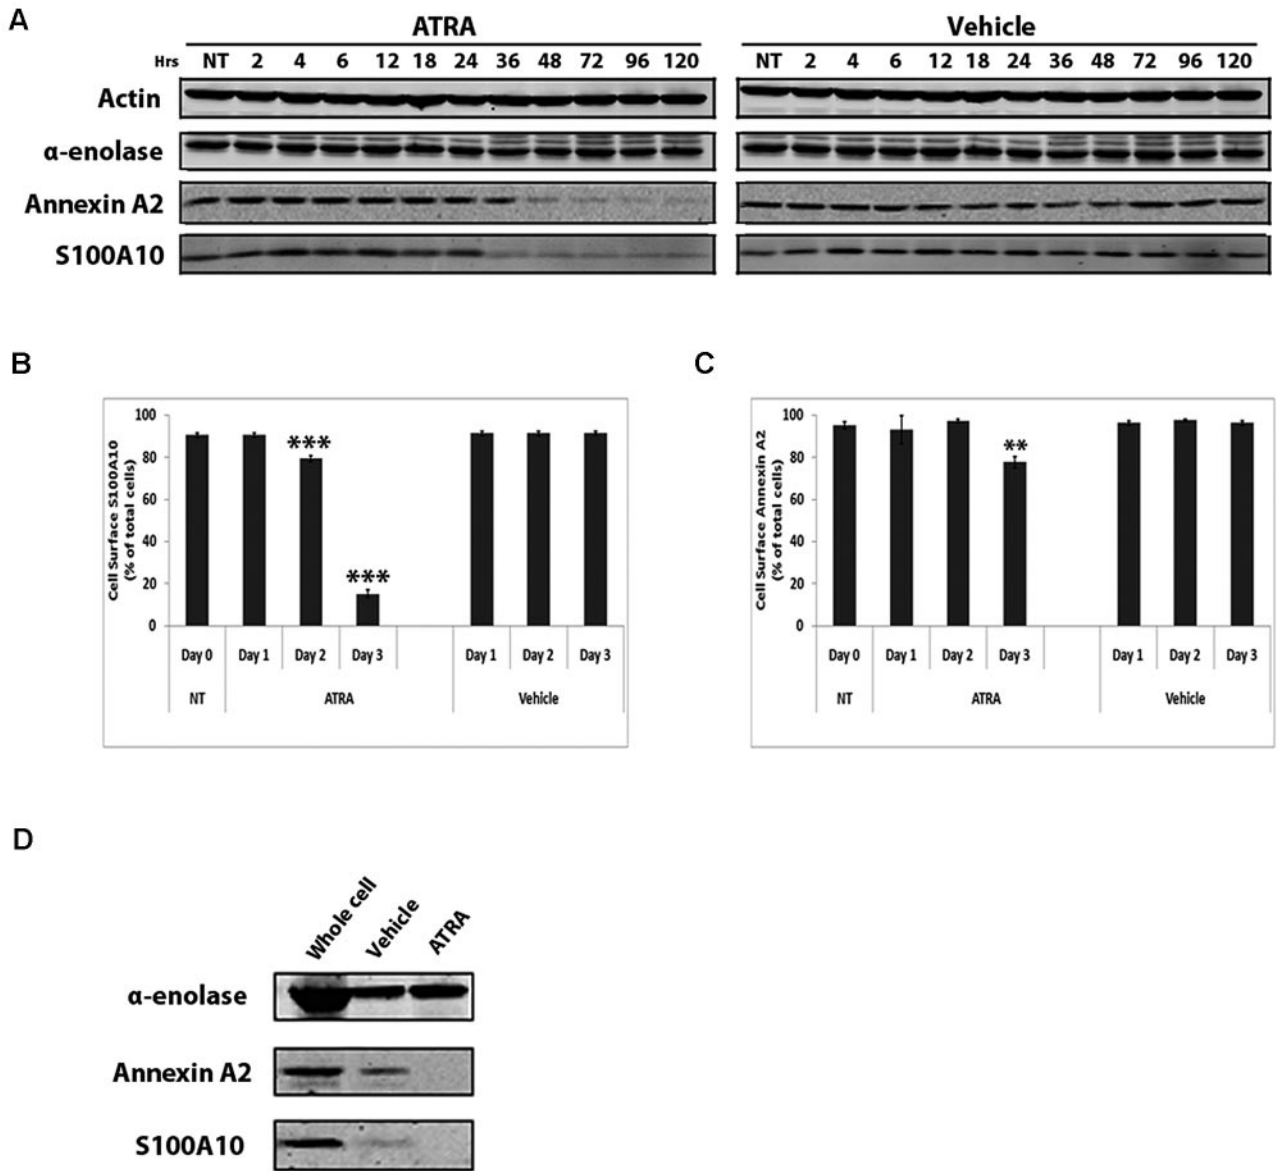 A
ATRA
Vehicle
Hrs NT 2 4 6 12 18 24 36 48 72 96 120
NT 2 4 6 12 18 24 36 48 72 96 120
Actin
α-enolase
Annexin A2
S100A10
B
Cell Surface S100A10
(% of total cells)
100
80
60
40
20
0
***
***
Day 0 Day 1 Day 2 Day 3 Day 1 Day 2 Day 3
NT ATRA Vehicle
C
Cell Surface Annexin A2
(% of total cells)
100
80
60
40
20
0
**
Day 0 Day 1 Day 2 Day 3 Day 1 Day 2 Day 3
NT ATRA Vehicle
D
Whole cell
Vehicle
ATRA
α-enolase
Annexin A2
S100A10